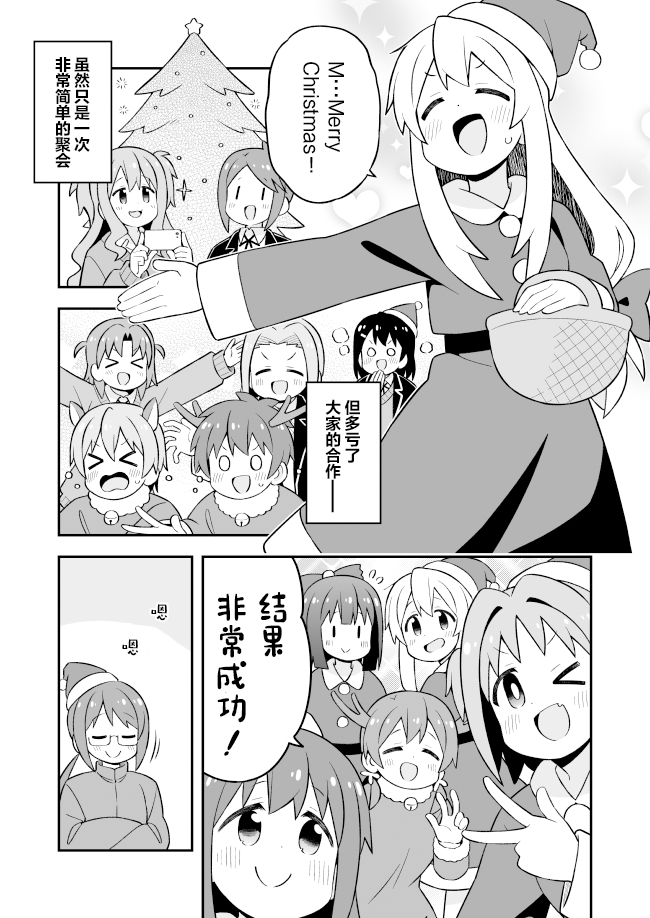 M…Merry
Christmas！
虽然只是一次
非常简单的聚会
但多亏了
大家的合作——
结果
非常成功！
嗯
嗯